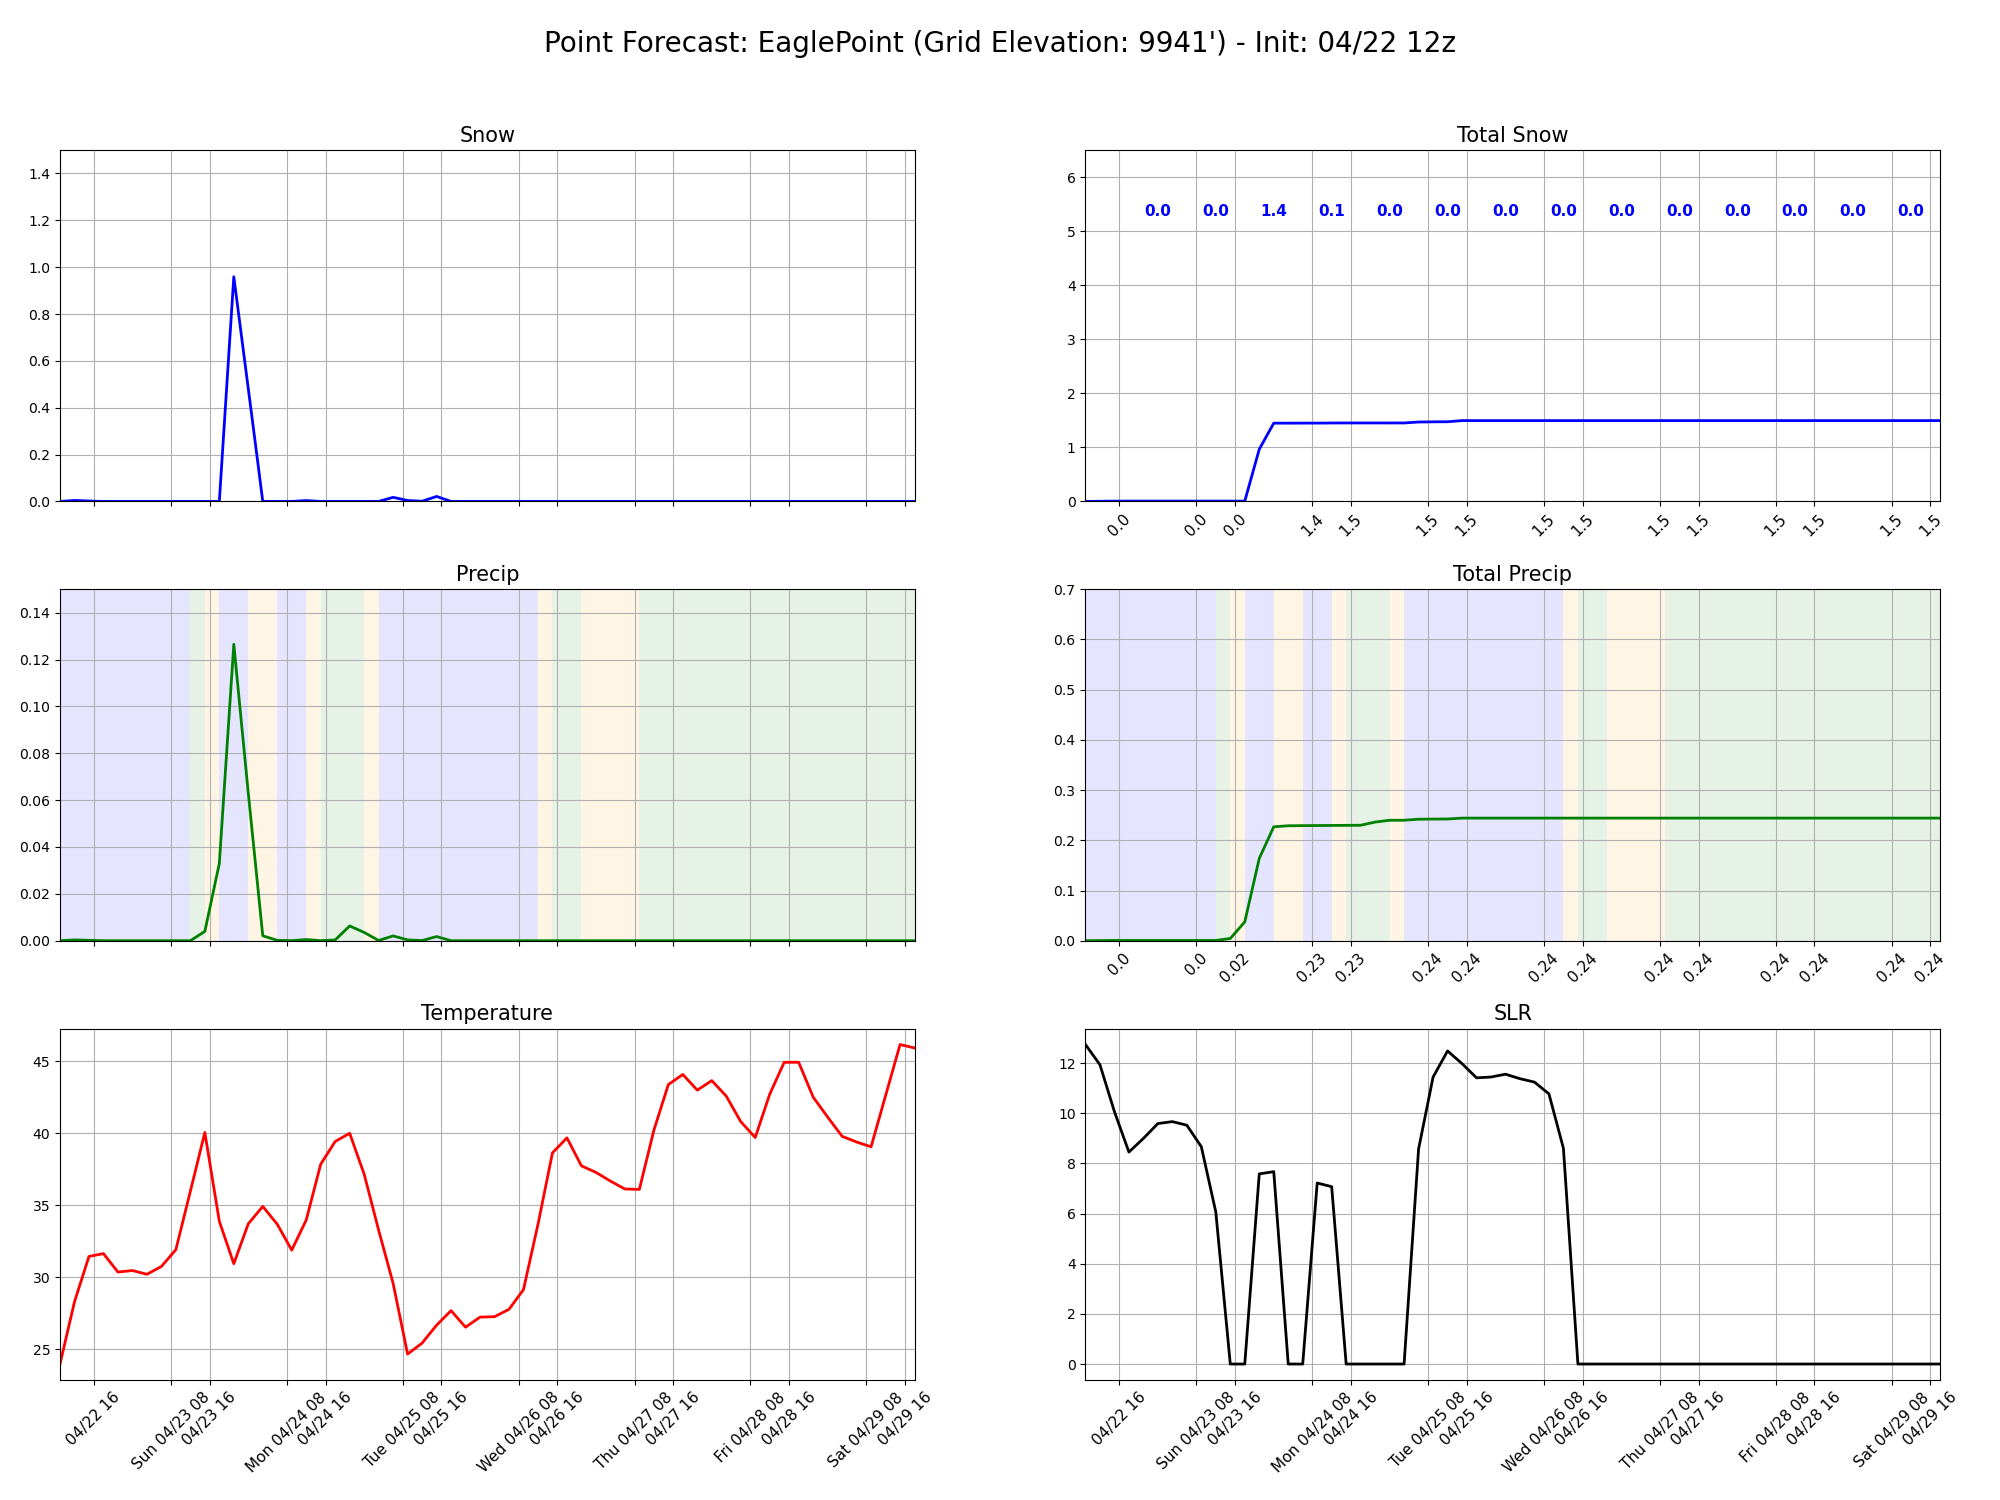 Point Forecast: EaglePoint (Grid Elevation: 9941') - Init: 04/22 12z
Snow
1.4
1.2
1.0
0.8
0.6
0.4
0.2
0.0
Total Snow
6
5
4
3
2
1
0
0.0 0.0 1.4 0.1 0.0 0.0 0.0 0.0 0.0 0.0 0.0 0.0 0.0 0.0
0.0 0.0 0.0 1.4 1.5 1.5 1.5 1.5 1.5 1.5 1.5 1.5 1.5 1.5 1.5
Precip
0.14
0.12
0.10
0.08
0.06
0.04
0.02
0.00
Total Precip
0.7
0.6
0.5
0.4
0.3
0.2
0.1
0.0
0.0 0.0 0.02 0.23 0.23 0.24 0.24 0.24 0.24 0.24 0.24 0.24 0.24 0.24 0.24
Temperature
45
40
35
30
25
04/22 16
Sun 04/23 08
04/23 16
Mon 04/24 08
04/24 16
Tue 04/25 08
04/25 16
Wed 04/26 08
04/26 16
Thu 04/27 08
04/27 16
Fri 04/28 08
04/28 16
Sat 04/29 08
04/29 16
SLR
12
10
8
6
4
2
0
04/22 16
Sun 04/23 08
04/23 16
Mon 04/24 08
04/24 16
Tue 04/25 08
04/25 16
Wed 04/26 08
04/26 16
Thu 04/27 08
04/27 16
Fri 04/28 08
04/28 16
Sat 04/29 08
04/29 16